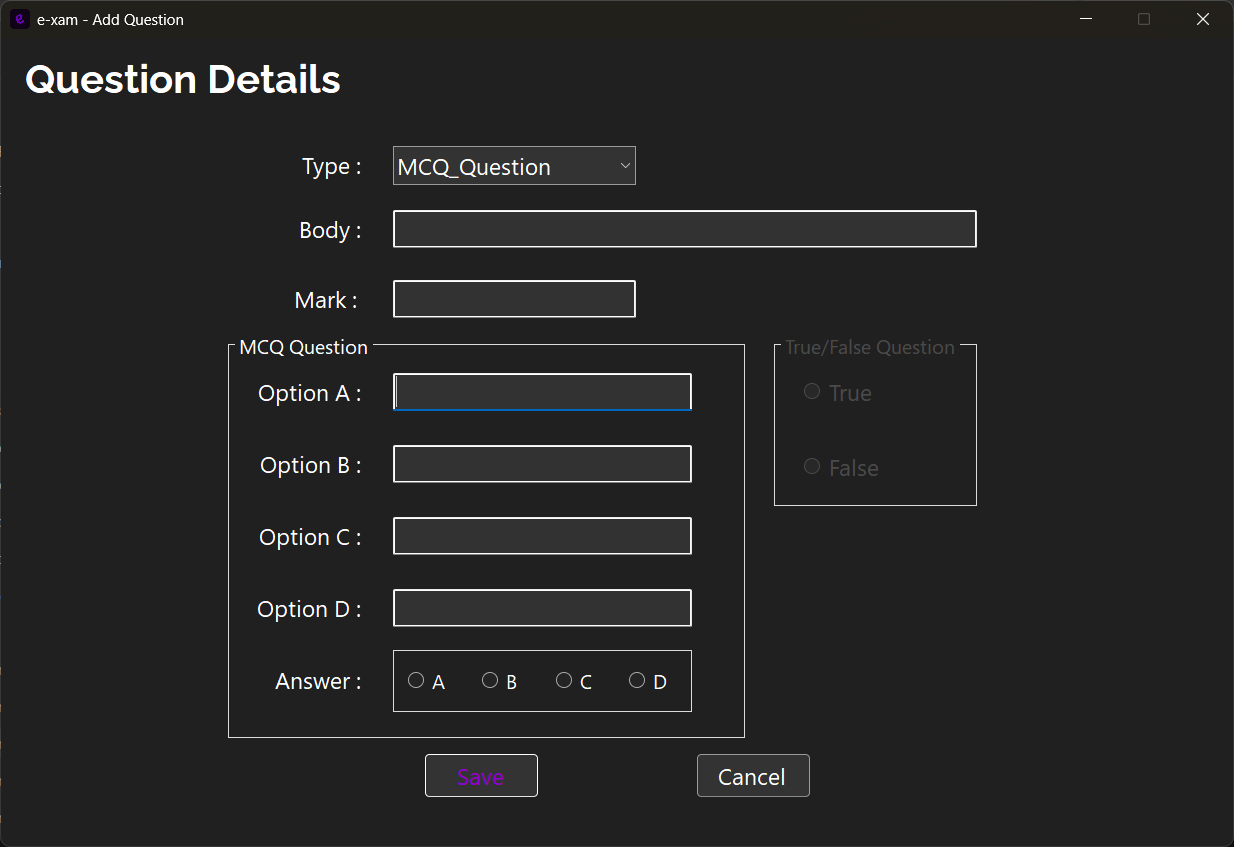 e-xam - Add Question
Question Details
Type : MCQ_Question
Body :
Mark :
MCQ Question
Option A :
Option B :
Option C :
Option D :
Answer : A B C D
True/False Question
True
False
Save Cancel